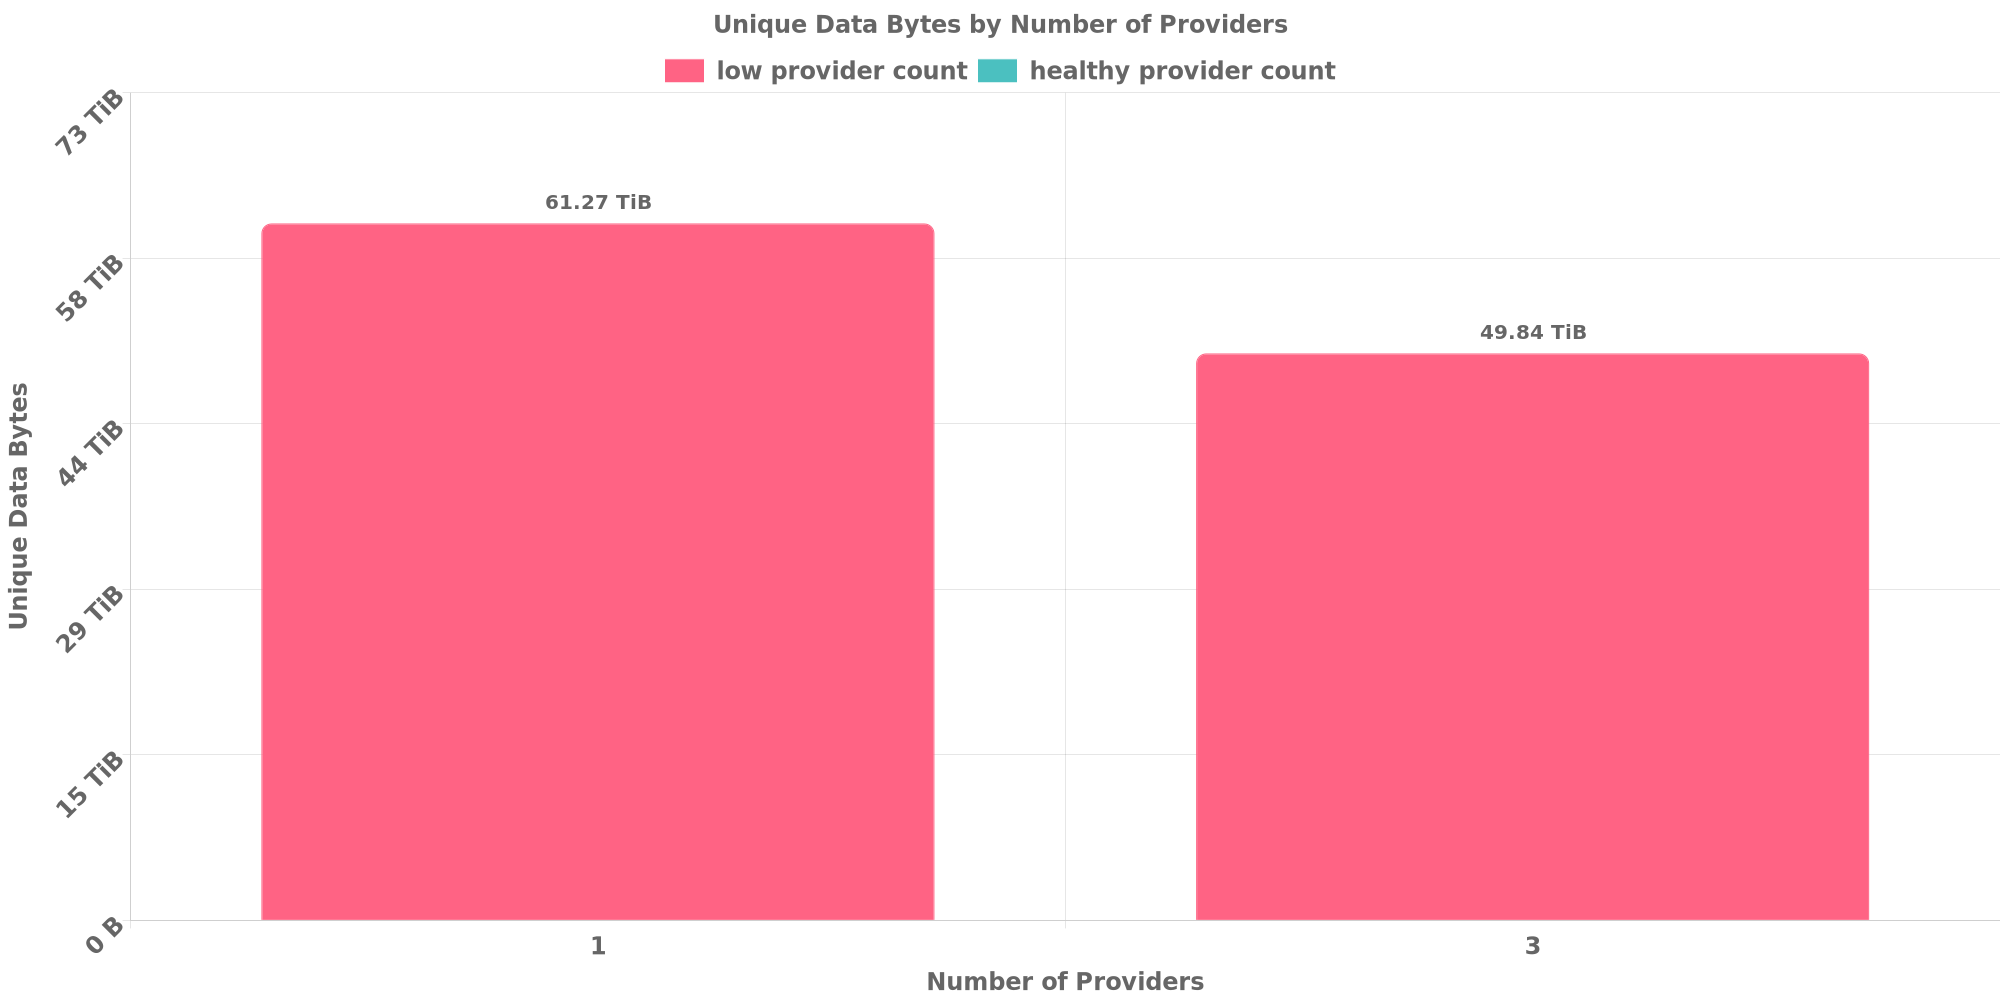 Unique Data Bytes by Number of Providers
low provider count healthy provider count
73 TiB
58 TiB
44 TiB
29 TiB
15 TiB
0 B
Unique Data Bytes
61.27 TiB
49.84 TiB
1 3
Number of Providers